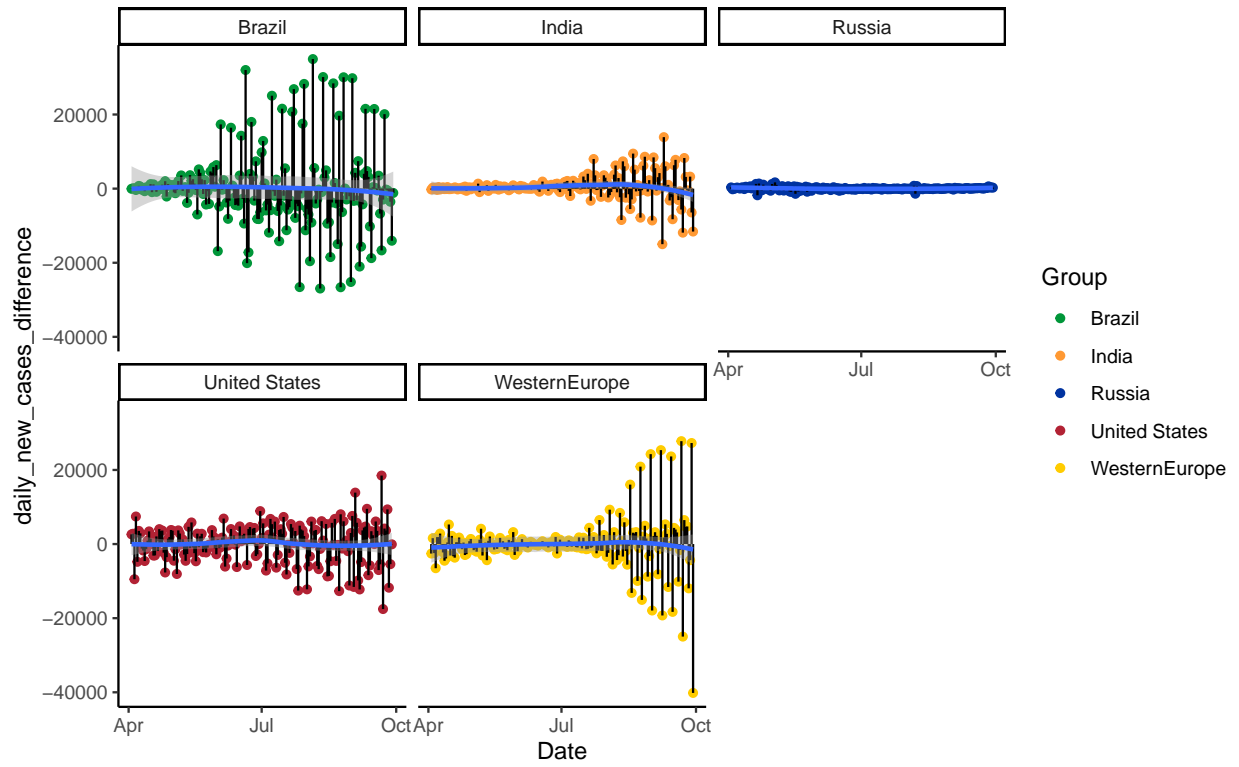 Brazil
India
Russia
20000
0
−20000
−40000
Apr
Jul
Oct
United States
WesternEurope
20000
0
−20000
−40000
Apr
Jul
Oct
Apr
Jul
Oct
Date
daily_new_cases_difference
Group
Brazil
India
Russia
United States
WesternEurope